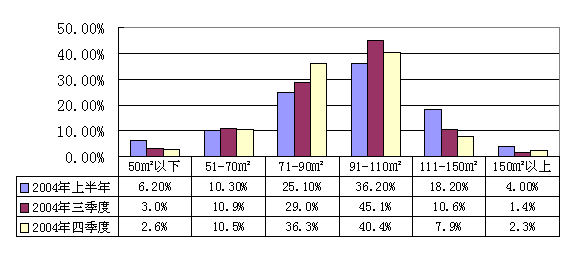 50.00%
40.00%
30.00%
20.00%
10.00%
0.00%
50㎡以下 51-70㎡ 71-90㎡ 91-110㎡ 111-150㎡ 150㎡以上
2004年上半年 6.20% 10.30% 25.10% 36.20% 18.20% 4.00%
2004年三季度 3.0% 10.9% 29.0% 45.1% 10.6% 1.4%
2004年四季度 2.6% 10.5% 36.3% 40.4% 7.9% 2.3%